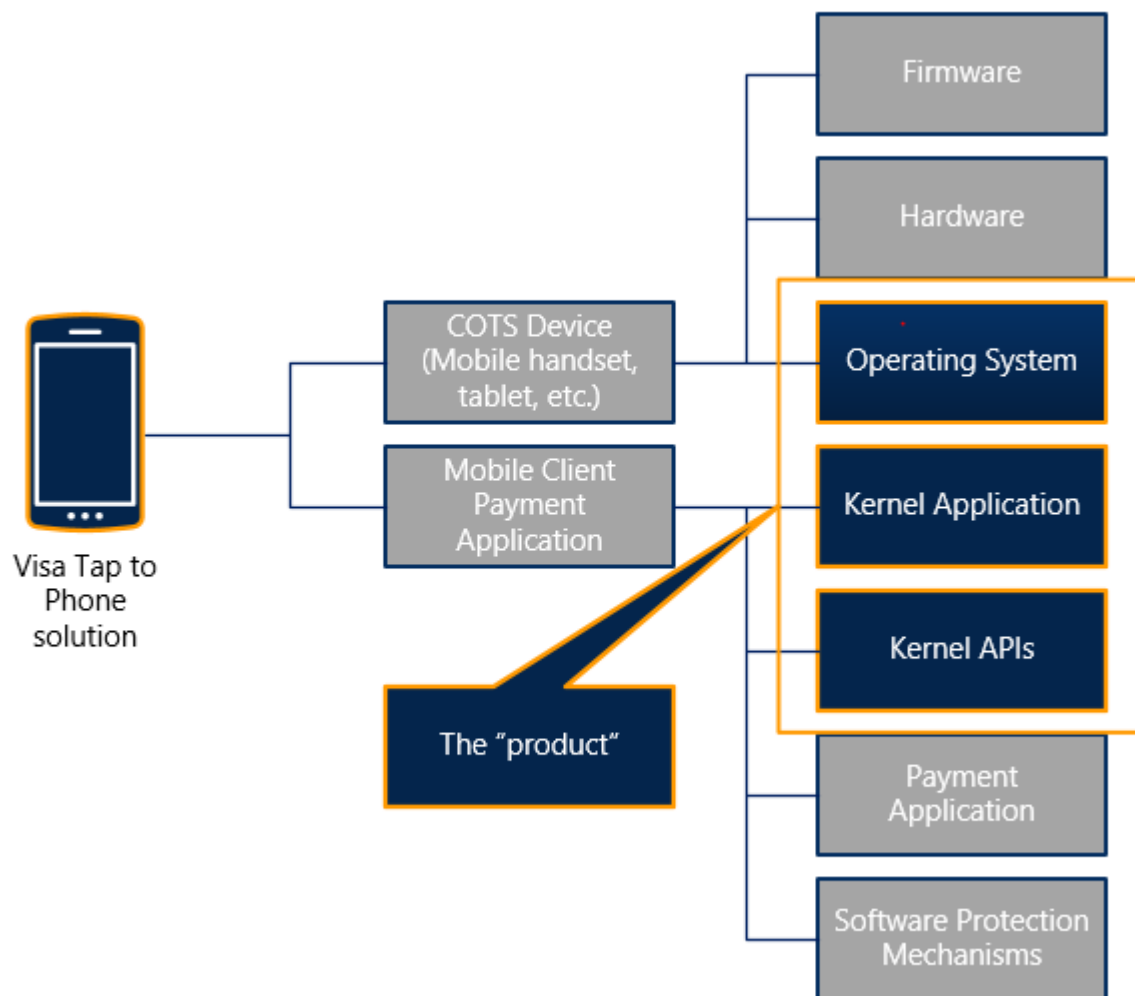 Firmware
Hardware
COTS Device
(Mobile handset,
tablet, etc.)
Operating System
Mobile Client
Payment
Application
Kernel Application
Visa Tap to
Phone
solution
Kernel APIs
The “product“
Payment
Application
Software Protection
Mechanisms